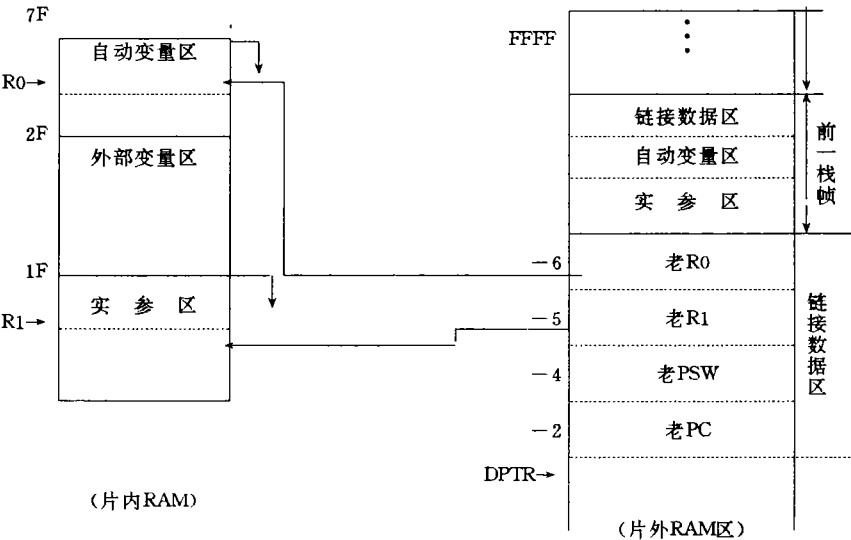 7F
自动变量区
R0→
2F
外部变量区
1F
实 参 区
R1→
(片内RAM)
FFFF
链接数据区
自动变量区
实 参 区
前一栈帧
－6
老R0
－5
老R1
－4
老PSW
－2
老PC
链接数据区
DPTR→
(片外RAM区)